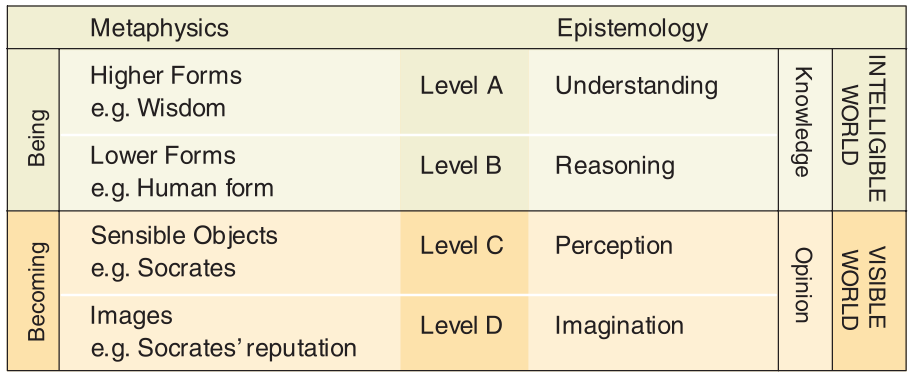 Metaphysics
Epistemology
Being
Higher Forms
e.g. Wisdom
Level A
Understanding
Lower Forms
e.g. Human form
Level B
Reasoning
Knowledge
INTELLIGIBLE
WORLD
Becoming
Sensible Objects
e.g. Socrates
Level C
Perception
Images
e.g. Socrates’ reputation
Level D
Imagination
Opinion
VISIBLE
WORLD